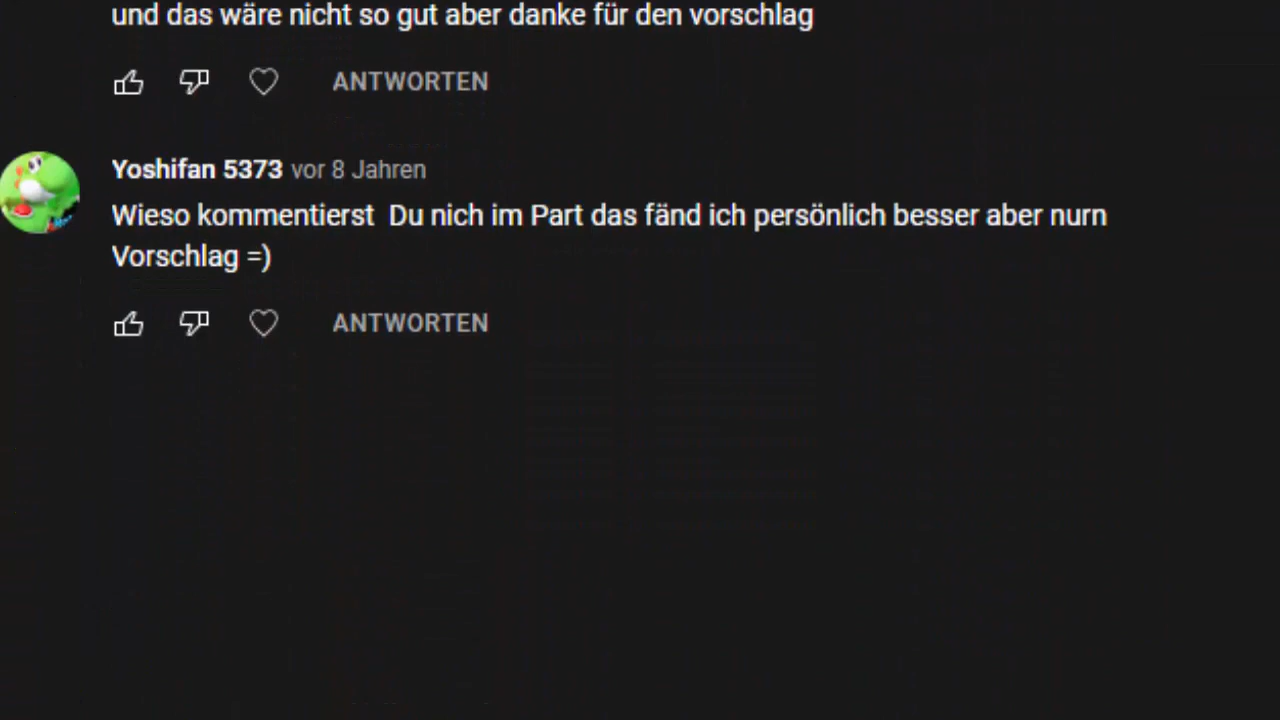 und das wäre nicht so gut aber danke für den vorschlag
ANTWORTEN
Yoshifan 5373 vor 8 Jahren
Wieso kommentierst  Du nich im Part das fänd ich persönlich besser aber nurn
Vorschlag =)
ANTWORTEN